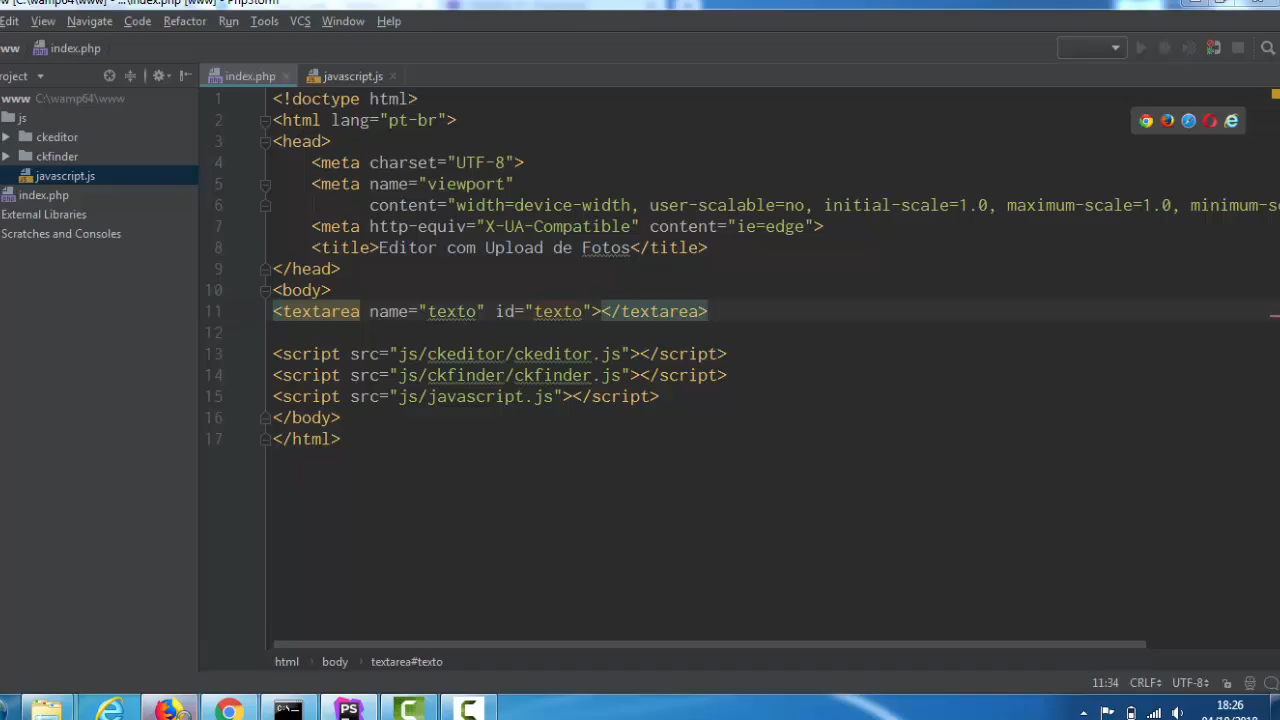 [C:\wamp64\www] - ...\index.php [www] - PhpStorm
Edit View Navigate Code Refactor Run Tools VCS Window Help
ww index.php
roject
index.php javascript.js
www C:\wamp64\www
js
ckeditor
ckfinder
javascript.js
index.php
External Libraries
Scratches and Consoles
1 <!doctype html>
2 <html lang="pt-br">
3 <head>
4 <meta charset="UTF-8">
5 <meta name="viewport"
6 content="width=device-width, user-scalable=no, initial-scale=1.0, maximum-scale=1.0, minimum-sc
7 <meta http-equiv="X-UA-Compatible" content="ie=edge">
8 <title>Editor com Upload de Fotos</title>
9 </head>
10 <body>
11 <textarea name="texto" id="texto"></textarea>
12
13 <script src="js/ckeditor/ckeditor.js"></script>
14 <script src="js/ckfinder/ckfinder.js"></script>
15 <script src="js/javascript.js"></script>
16 </body>
17 </html>
html body textarea#texto
11:34 CRLF UTF-8
18:26